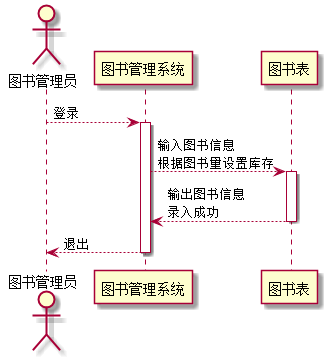 图书管理员
图书管理系统
图书表
登录
输入图书信息
根据图书量设置库存
输出图书信息
录入成功
退出
图书管理员
图书管理系统
图书表